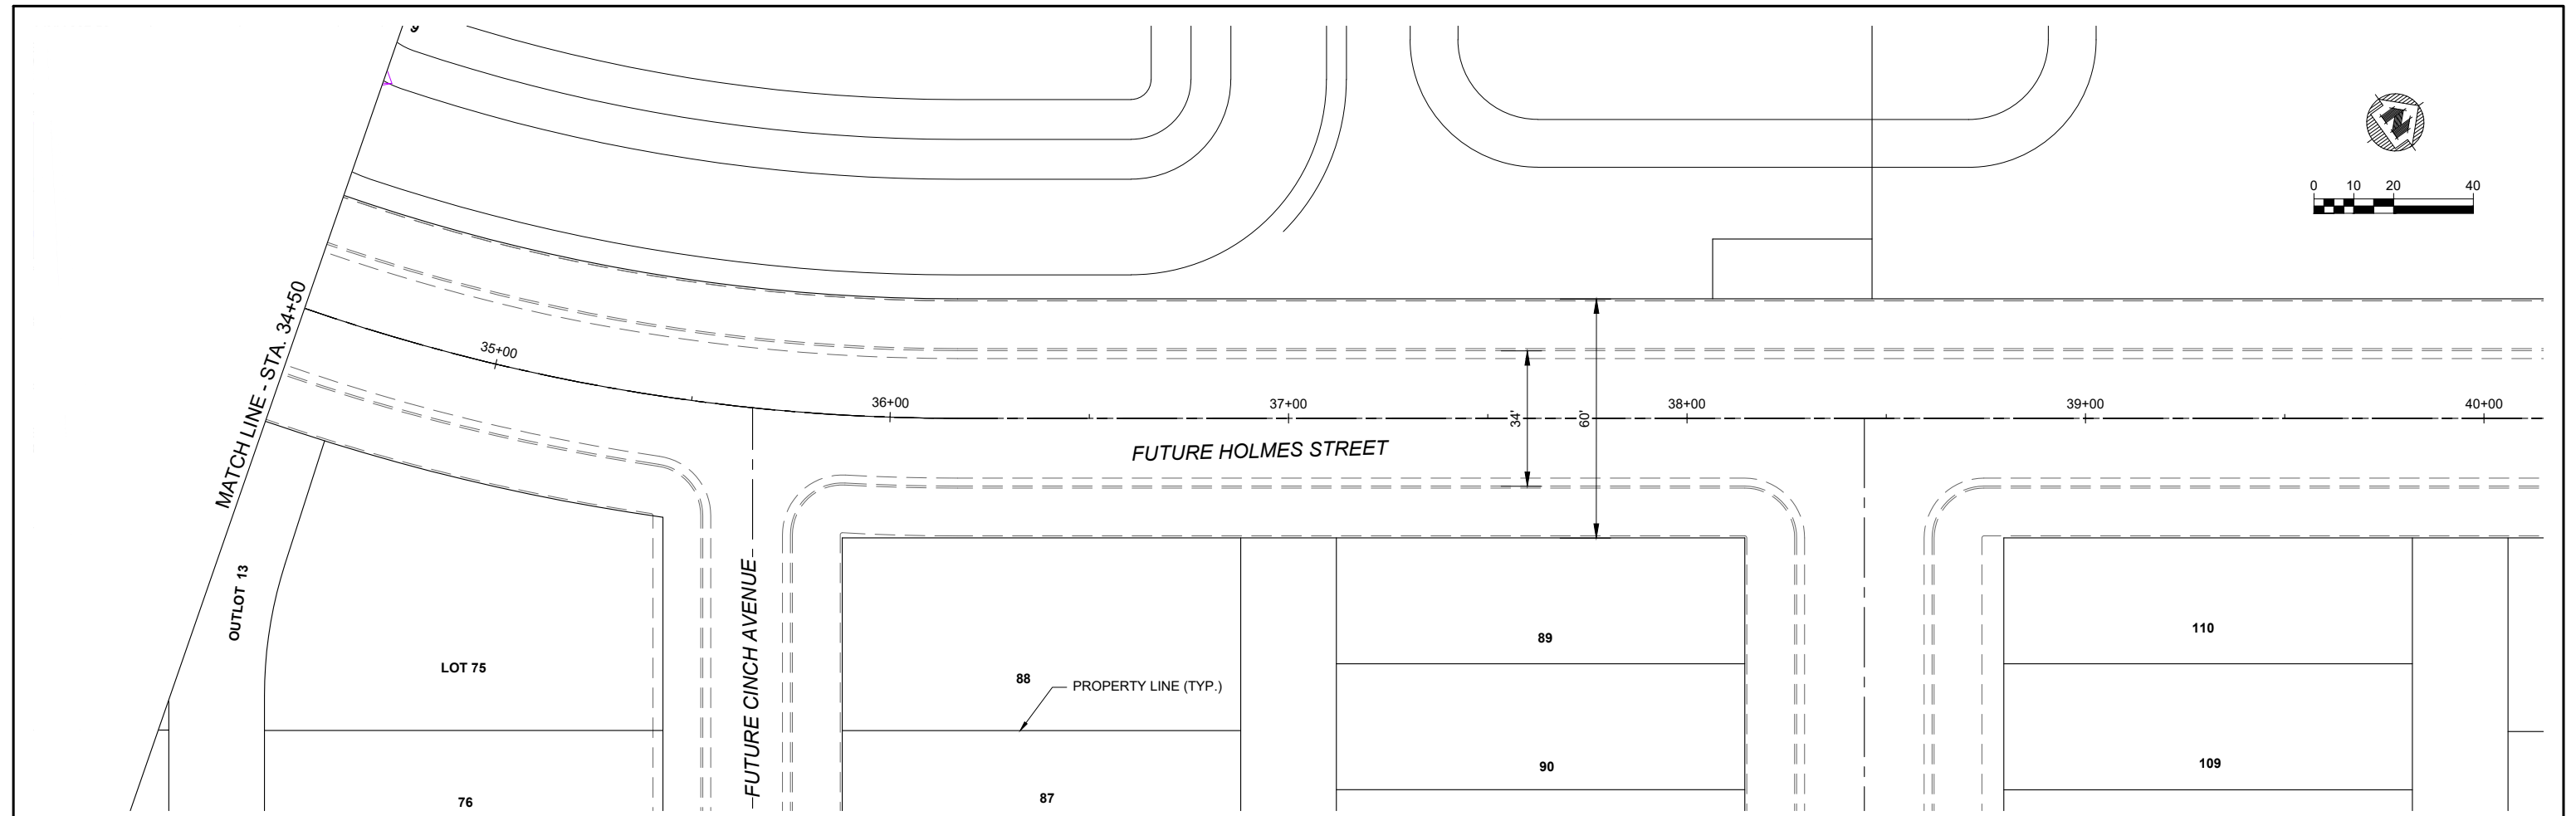 9
N
0 10 20 40
MATCH LINE - STA. 34+50
35+00
36+00
37+00
38+00
39+00
40+00
34'
60'
FUTURE HOLMES STREET
FUTURE CINCH AVENUE
OUTLOT 13
LOT 75
76
88
PROPERTY LINE (TYP.)
87
89
90
110
109